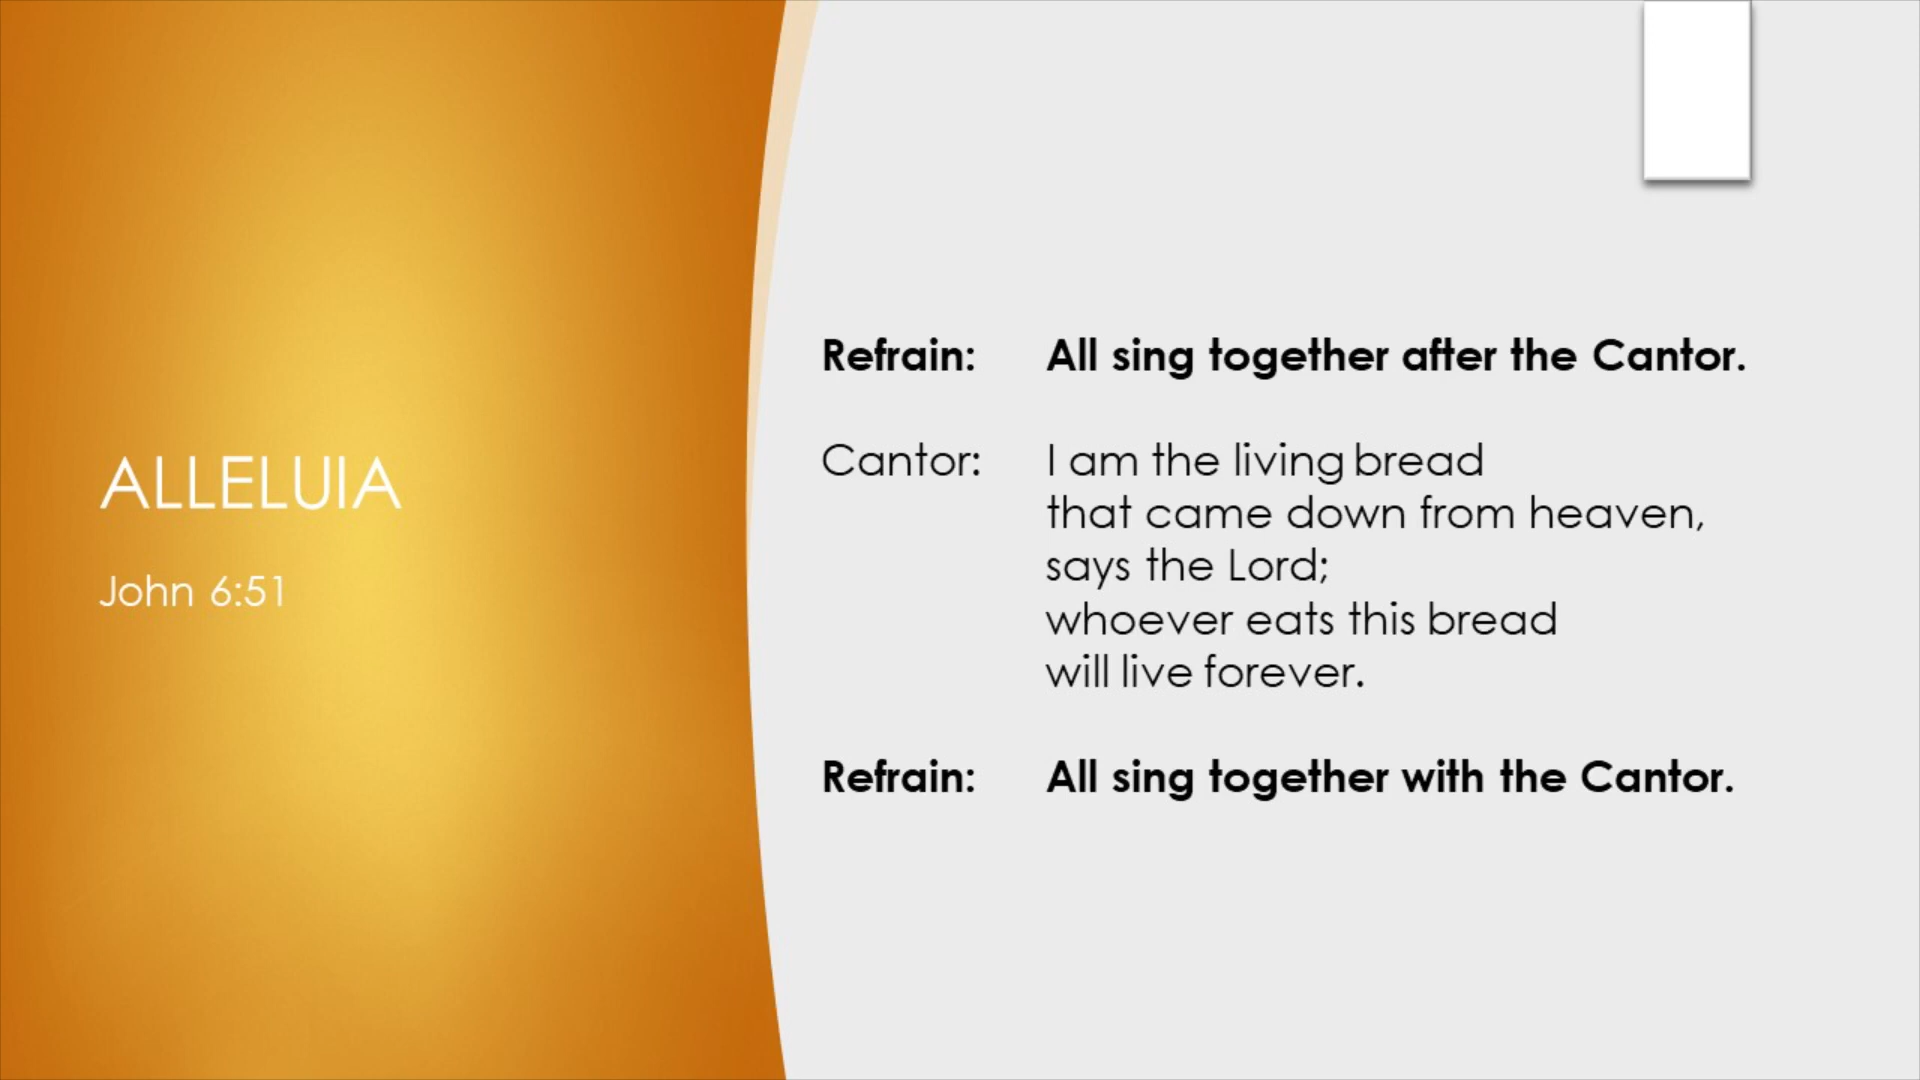 ALLELUIA
John 6:51
Refrain: All sing together after the Cantor.
Cantor: I am the living bread
that came down from heaven,
says the Lord;
whoever eats this bread
will live forever.
Refrain: All sing together with the Cantor.